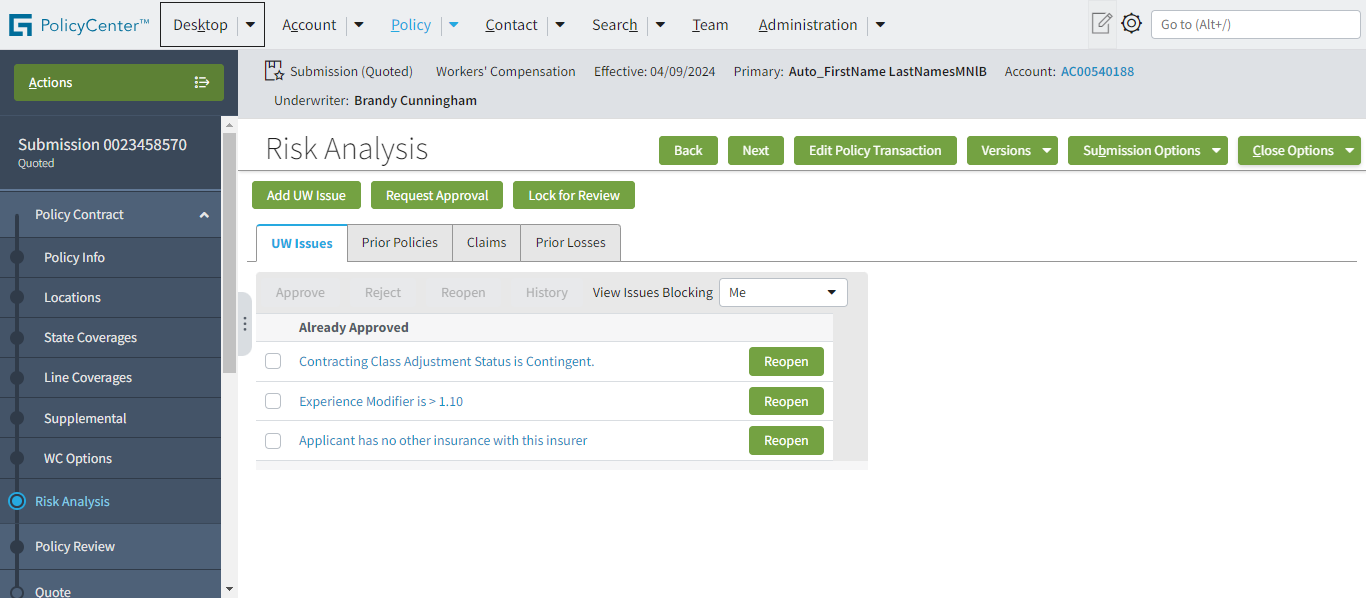 PolicyCenter™ Desktop Account Policy Contact Search Team Administration Go to (Alt+/)
Actions
Submission (Quoted) Workers' Compensation Effective: 04/09/2024 Primary: Auto_FirstName LastNamesMNlB Account: AC00540188
Underwriter: Brandy Cunningham
Submission 0023458570
Quoted
Policy Contract
Policy Info
Locations
State Coverages
Line Coverages
Supplemental
WC Options
Risk Analysis
Policy Review
Quote
Risk Analysis
Back Next Edit Policy Transaction Versions Submission Options Close Options
Add UW Issue Request Approval Lock for Review
UW Issues Prior Policies Claims Prior Losses
Approve Reject Reopen History View Issues Blocking Me
Already Approved
Contracting Class Adjustment Status is Contingent. Reopen
Experience Modifier is > 1.10 Reopen
Applicant has no other insurance with this insurer Reopen